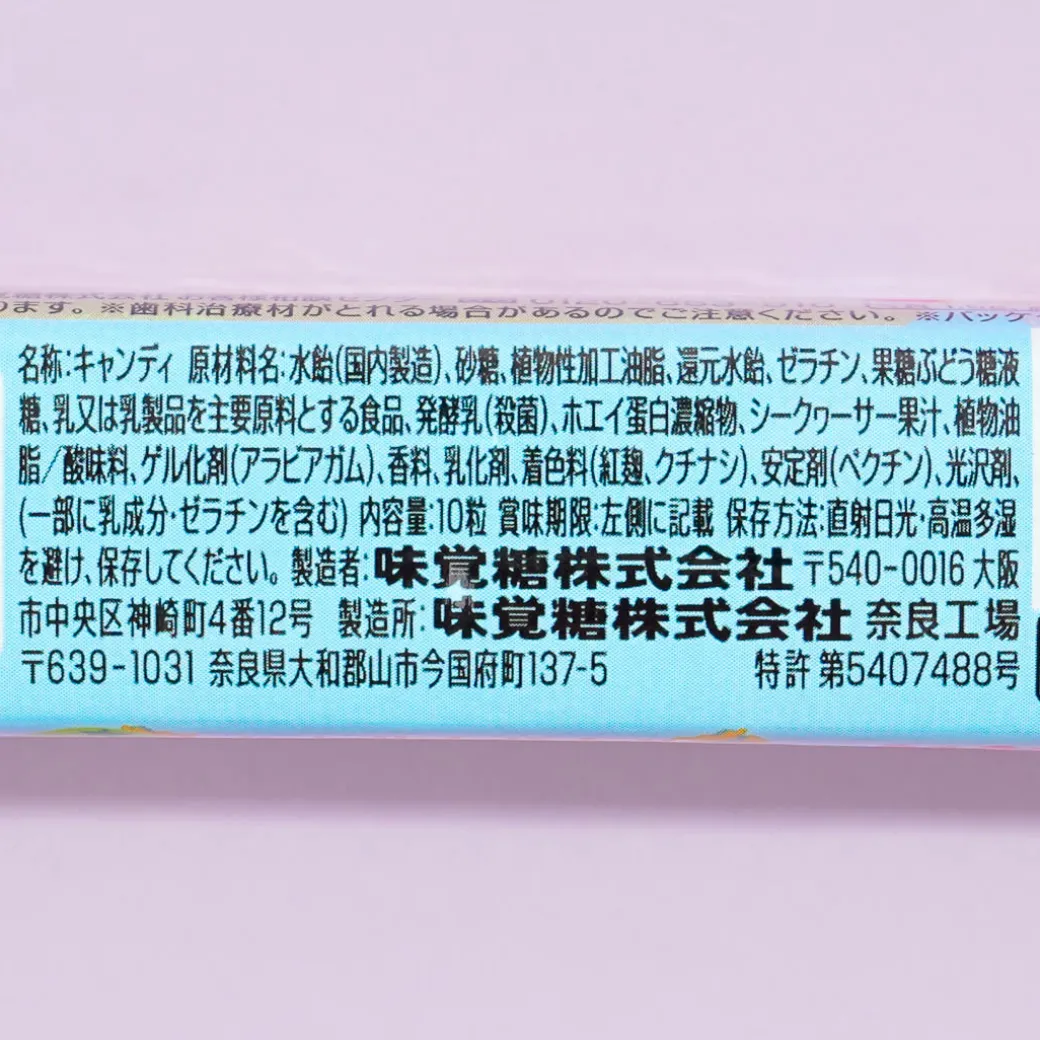 ります。※歯科治療材がとれる場合があるのでご注意ください。 ※パッケ
名称:キャンディ 原材料名:水飴(国内製造)、砂糖、植物性加工油脂、還元水飴、ゼラチン、果糖ぶどう糖液
糖、乳又は乳製品を主要原料とする食品、発酵乳(殺菌)、ホエイ蛋白濃縮物、シークヮーサー果汁、植物油
脂/酸味料、ゲル化剤(アラビアガム)、香料、乳化剤、着色料(紅麹、クチナシ)、安定剤(ペクチン)、光沢剤、
(一部に乳成分・ゼラチンを含む) 内容量:10粒 賞味期限:左側に記載 保存方法:直射日光・高温多湿
を避け、保存してください。製造者:味覚糖株式会社 〒540-0016 大阪
市中央区神崎町4番12号 製造所:味覚糖株式会社 奈良工場
〒639-1031 奈良県大和郡山市今国府町137-5 特許 第5407488号